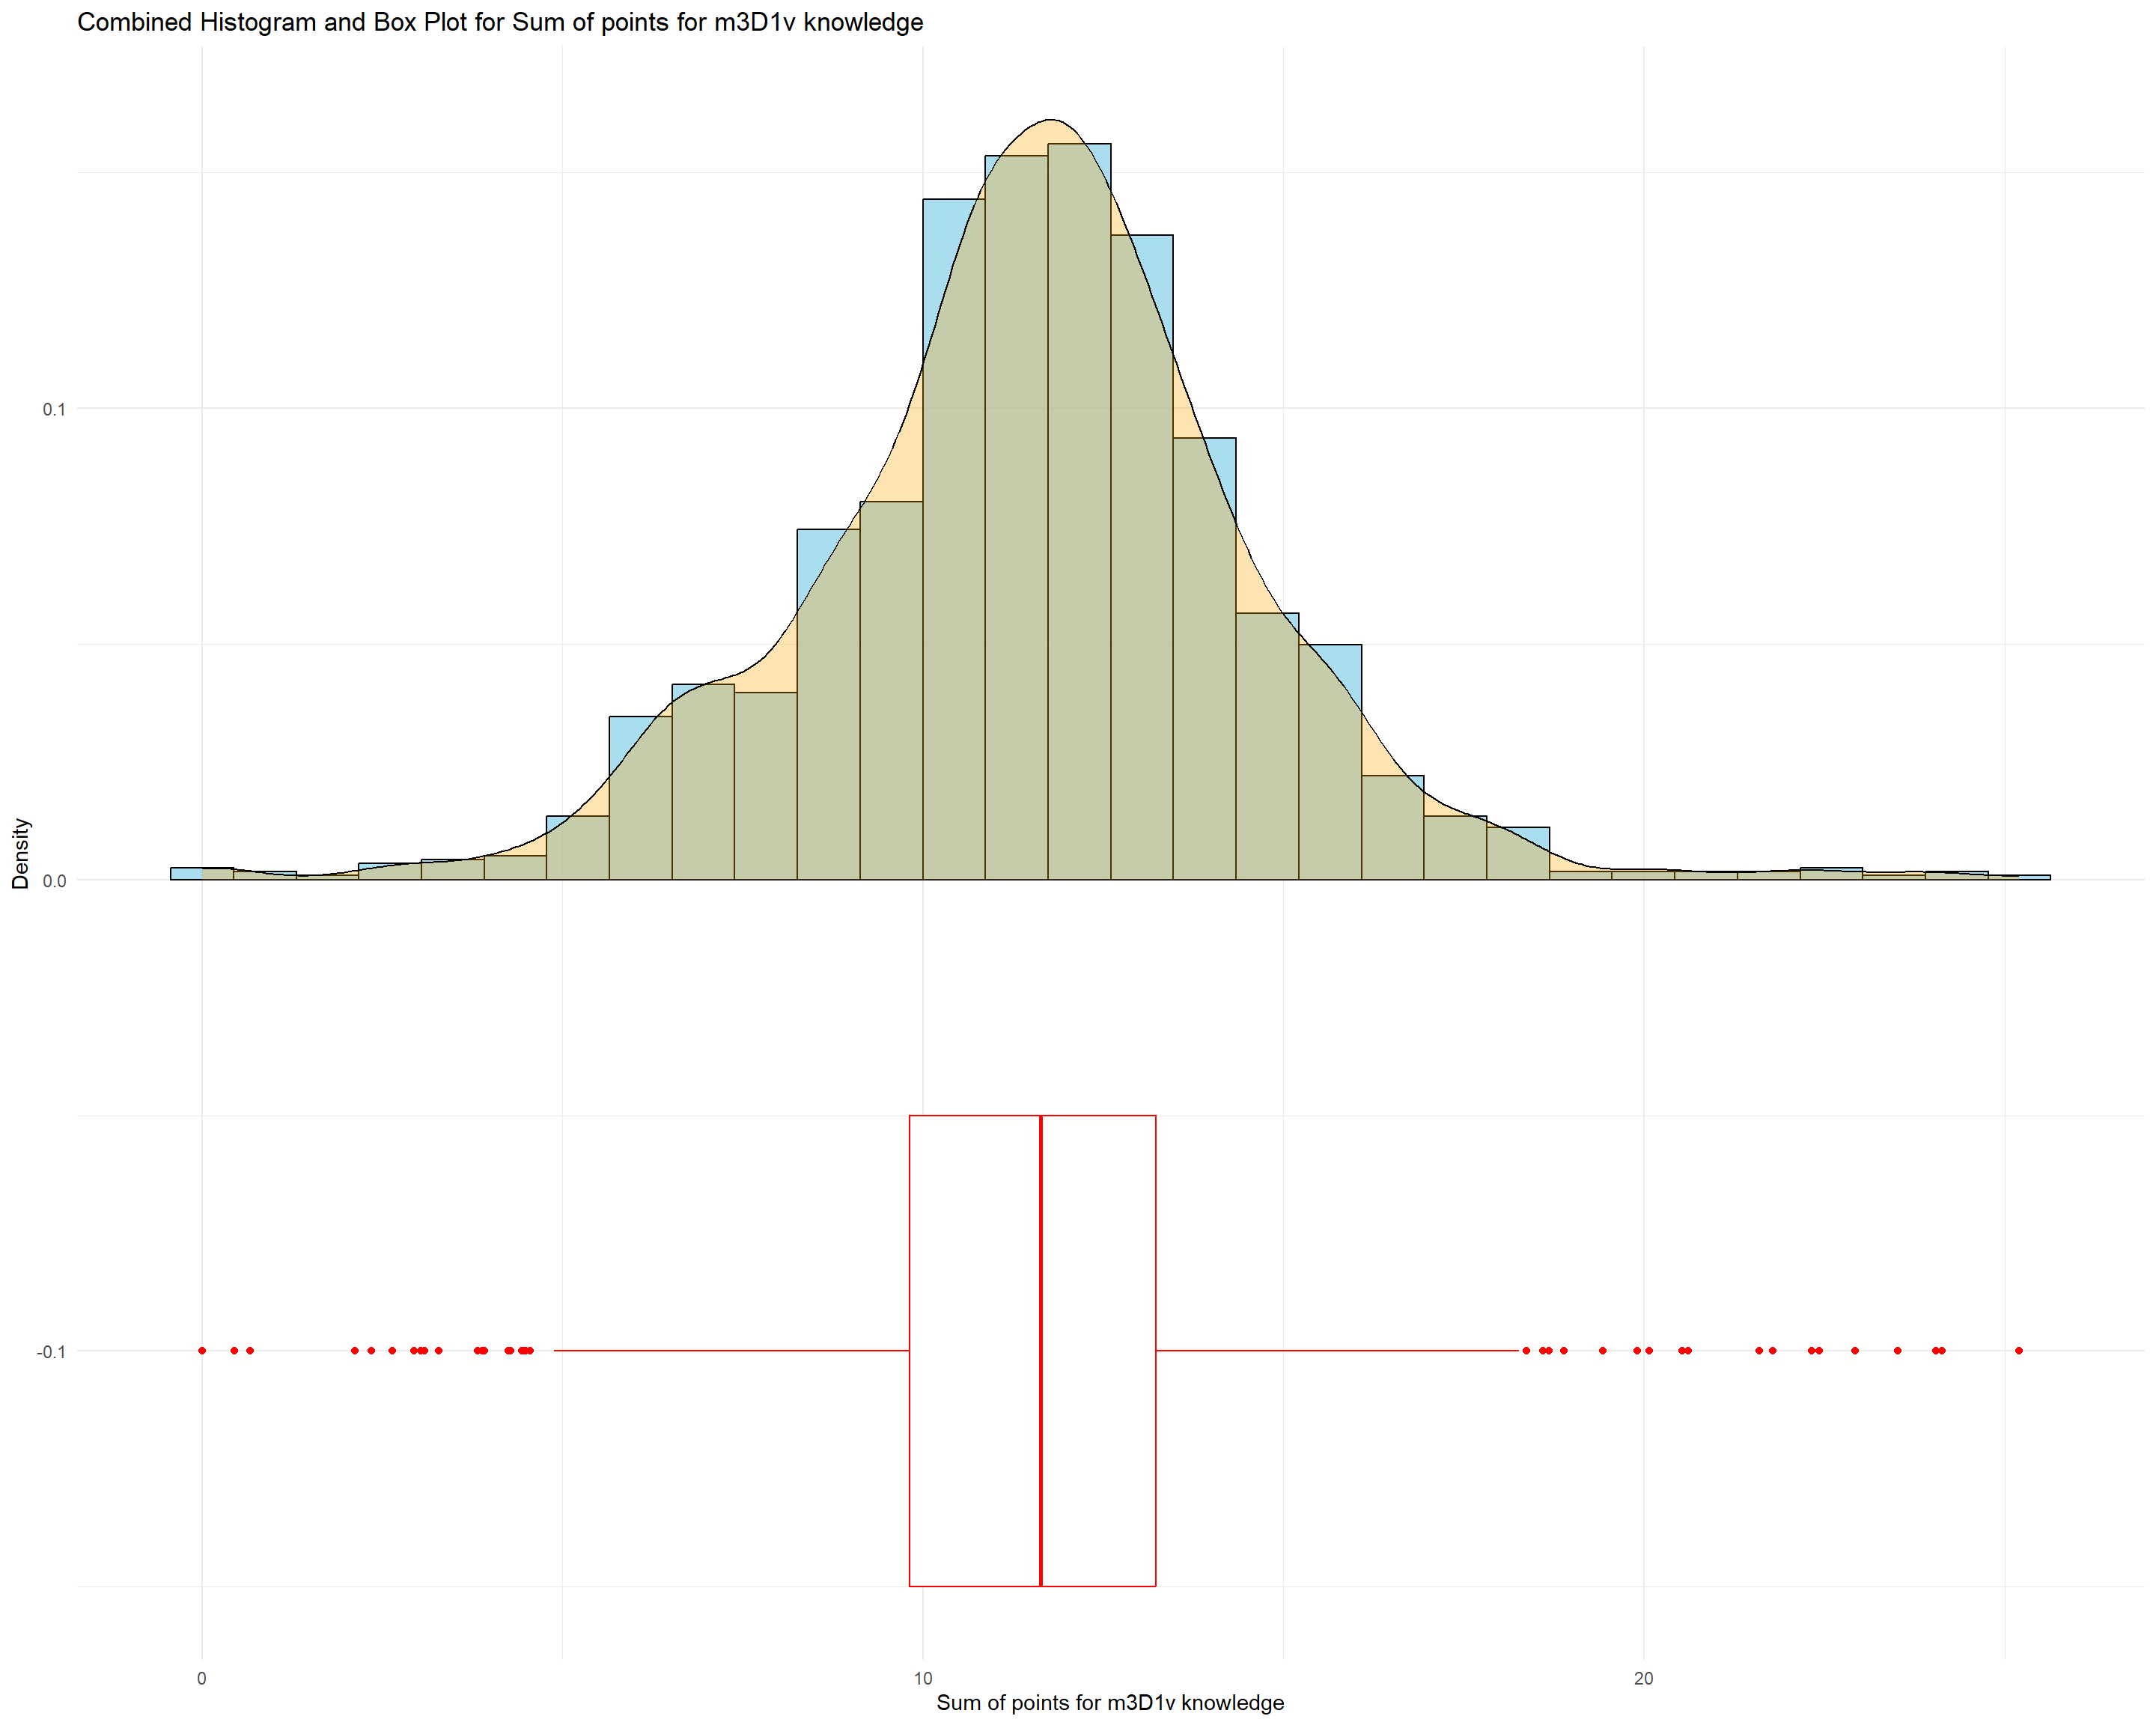 Combined Histogram and Box Plot for Sum of points for m3D1v knowledge
Density
0.1
0.0
-0.1
0
10
20
Sum of points for m3D1v knowledge